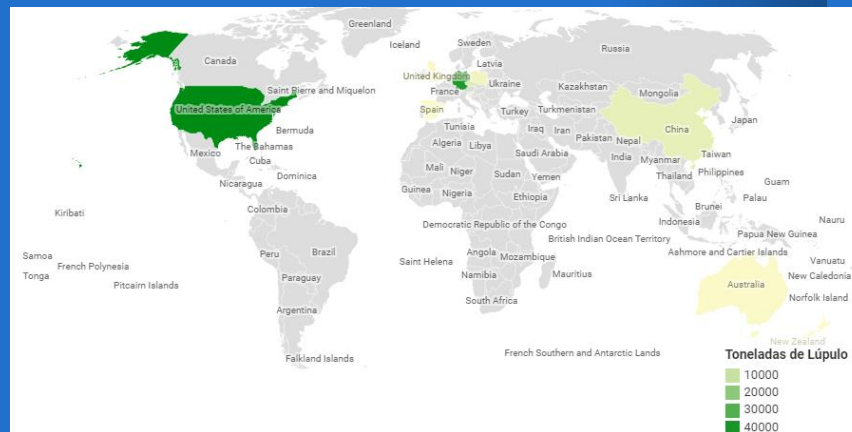 Greenland
Iceland
Sweden
Russia
Canada
Latvia
United Kingdom
Ukraine
Saint Pierre and Miquelon
France
Kazakhstan
Mongolia
United States of America
Spain
Turkey
Turkmenistan
Japan
Bermuda
Tunisia
Iraq
Iran
Pakistan
Nepal
China
Mexico
The Bahamas
Algeria
Libya
Saudi Arabia
India
Myanmar
Taiwan
Cuba
Dominica
Mali
Niger
Sudan
Yemen
Thailand
Philippines
Nicaragua
Guinea
Nigeria
Ethiopia
Sri Lanka
Guam
Palau
Kiribati
Colombia
Brunei
Indonesia
Nauru
Democratic Republic of the Congo
Papua New Guinea
British Indian Ocean Territory
Samoa
French Polynesia
Tonga
Peru
Brazil
Saint Helena
Angola
Mozambique
Ashmore and Cartier Islands
Vanuatu
Pitcairn Islands
Paraguay
Namibia
Mauritius
Australia
New Caledonia
Norfolk Island
South Africa
Argentina
New Zealand
Falkland Islands
French Southern and Antarctic Lands
Toneladas de Lúpulo
10000
20000
30000
40000